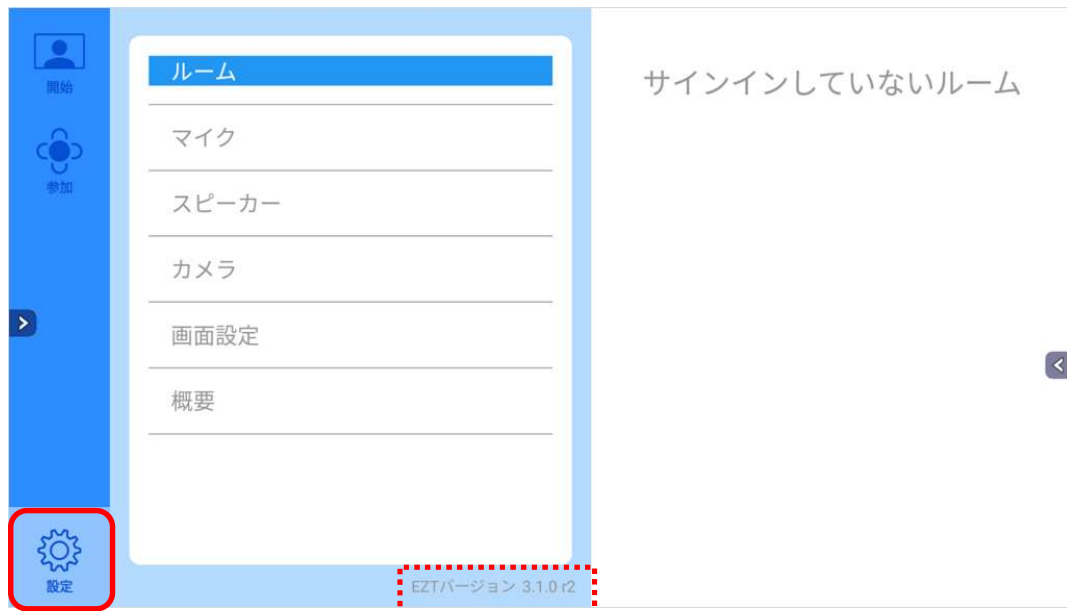 開始
参加
設定
ルーム
マイク
スピーカー
カメラ
画面設定
概要
EZTバージョン 3.1.0 r2
サインインしていないルーム